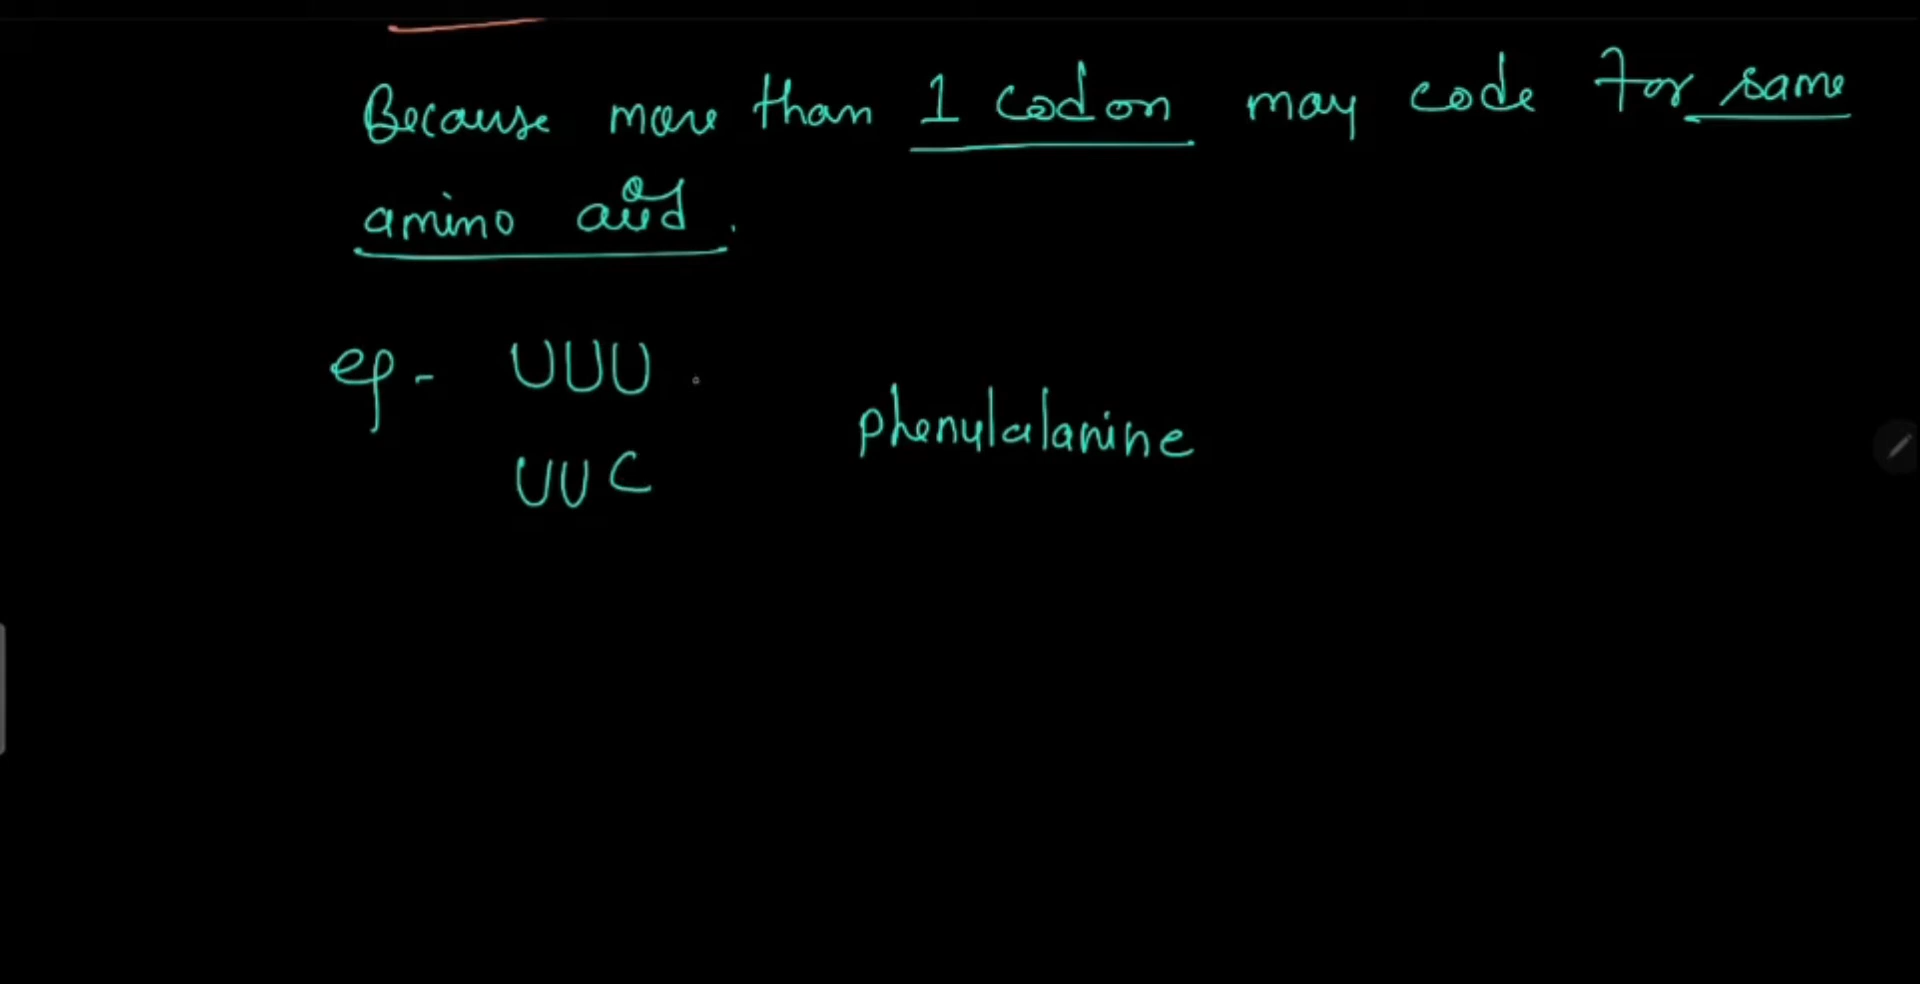 Because more than 1 codon may code for same
amino acid.
eg - UUU
phenylalanine
UUC